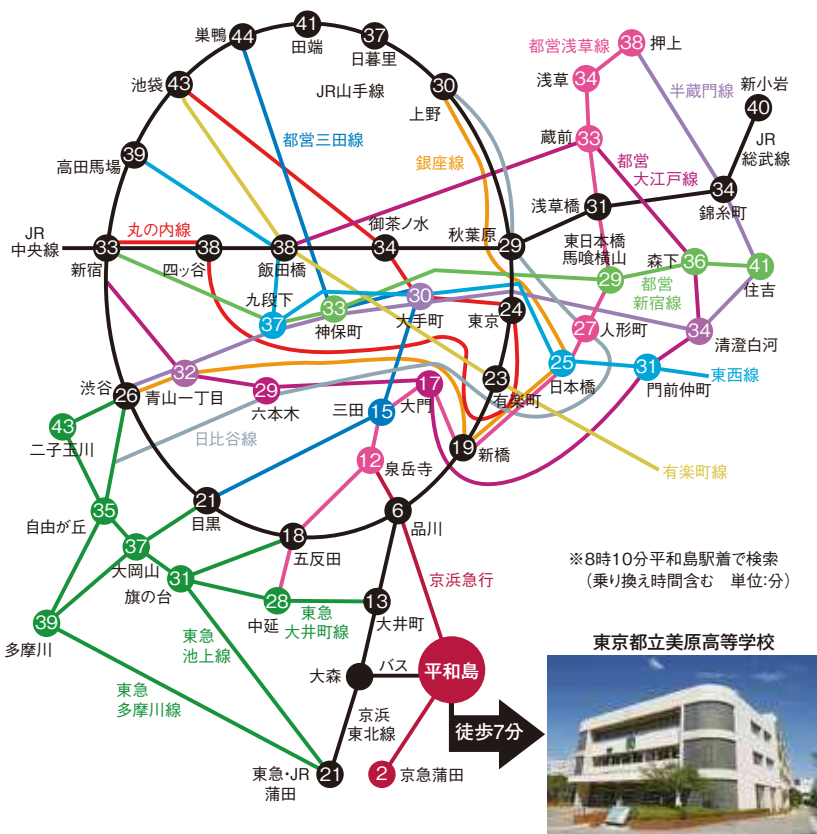 41
田端
44
巣鴨
37
日暮里
都営浅草線
38
押上
43
池袋
JR山手線
30
上野
34
浅草
半蔵門線
新小岩
40
都営三田線
銀座線
33
蔵前
都営
大江戸線
JR
総武線
39
高田馬場
34
錦糸町
31
浅草橋
丸の内線
御茶ノ水
秋葉原
JR
中央線
33
新宿
38
四ッ谷
38
飯田橋
34
29
東日本橋
馬喰横山
29
森下
36
41
住吉
都営
新宿線
九段下
37
33
神保町
30
大手町
24
東京
27
人形町
34
清澄白河
25
日本橋
31
門前仲町
東西線
渋谷
26
32
青山一丁目
29
六本木
17
大門
23
有楽町
三田
15
43
二子玉川
日比谷線
19
新橋
12
泉岳寺
有楽町線
21
目黒
6
品川
35
自由が丘
18
五反田
37
大岡山
31
旗の台
28
中延
東急
大井町線
13
大井町
京浜急行
※8時10分平和島駅着で検索
(乗り換え時間含む 単位:分)
39
多摩川
東急
池上線
東急
多摩川線
大森
バス
平和島
東京都立美原高等学校
京浜
東北線
徒歩7分
21
東急・JR
蒲田
2
京急蒲田